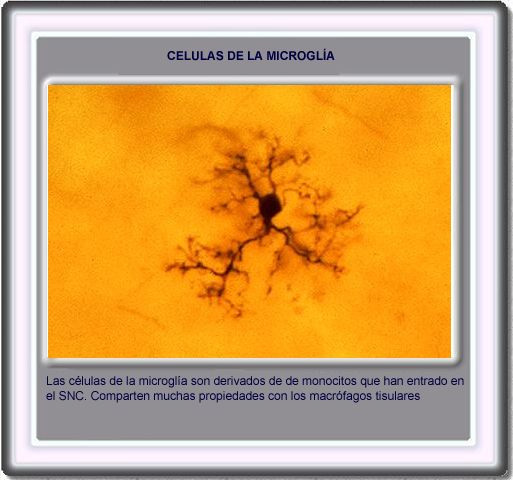 CELULAS DE LA MICROGLÍA
Las células de la microglía son derivados de de monocitos que han entrado en
el SNC. Comparten muchas propiedades con los macrófagos tisulares